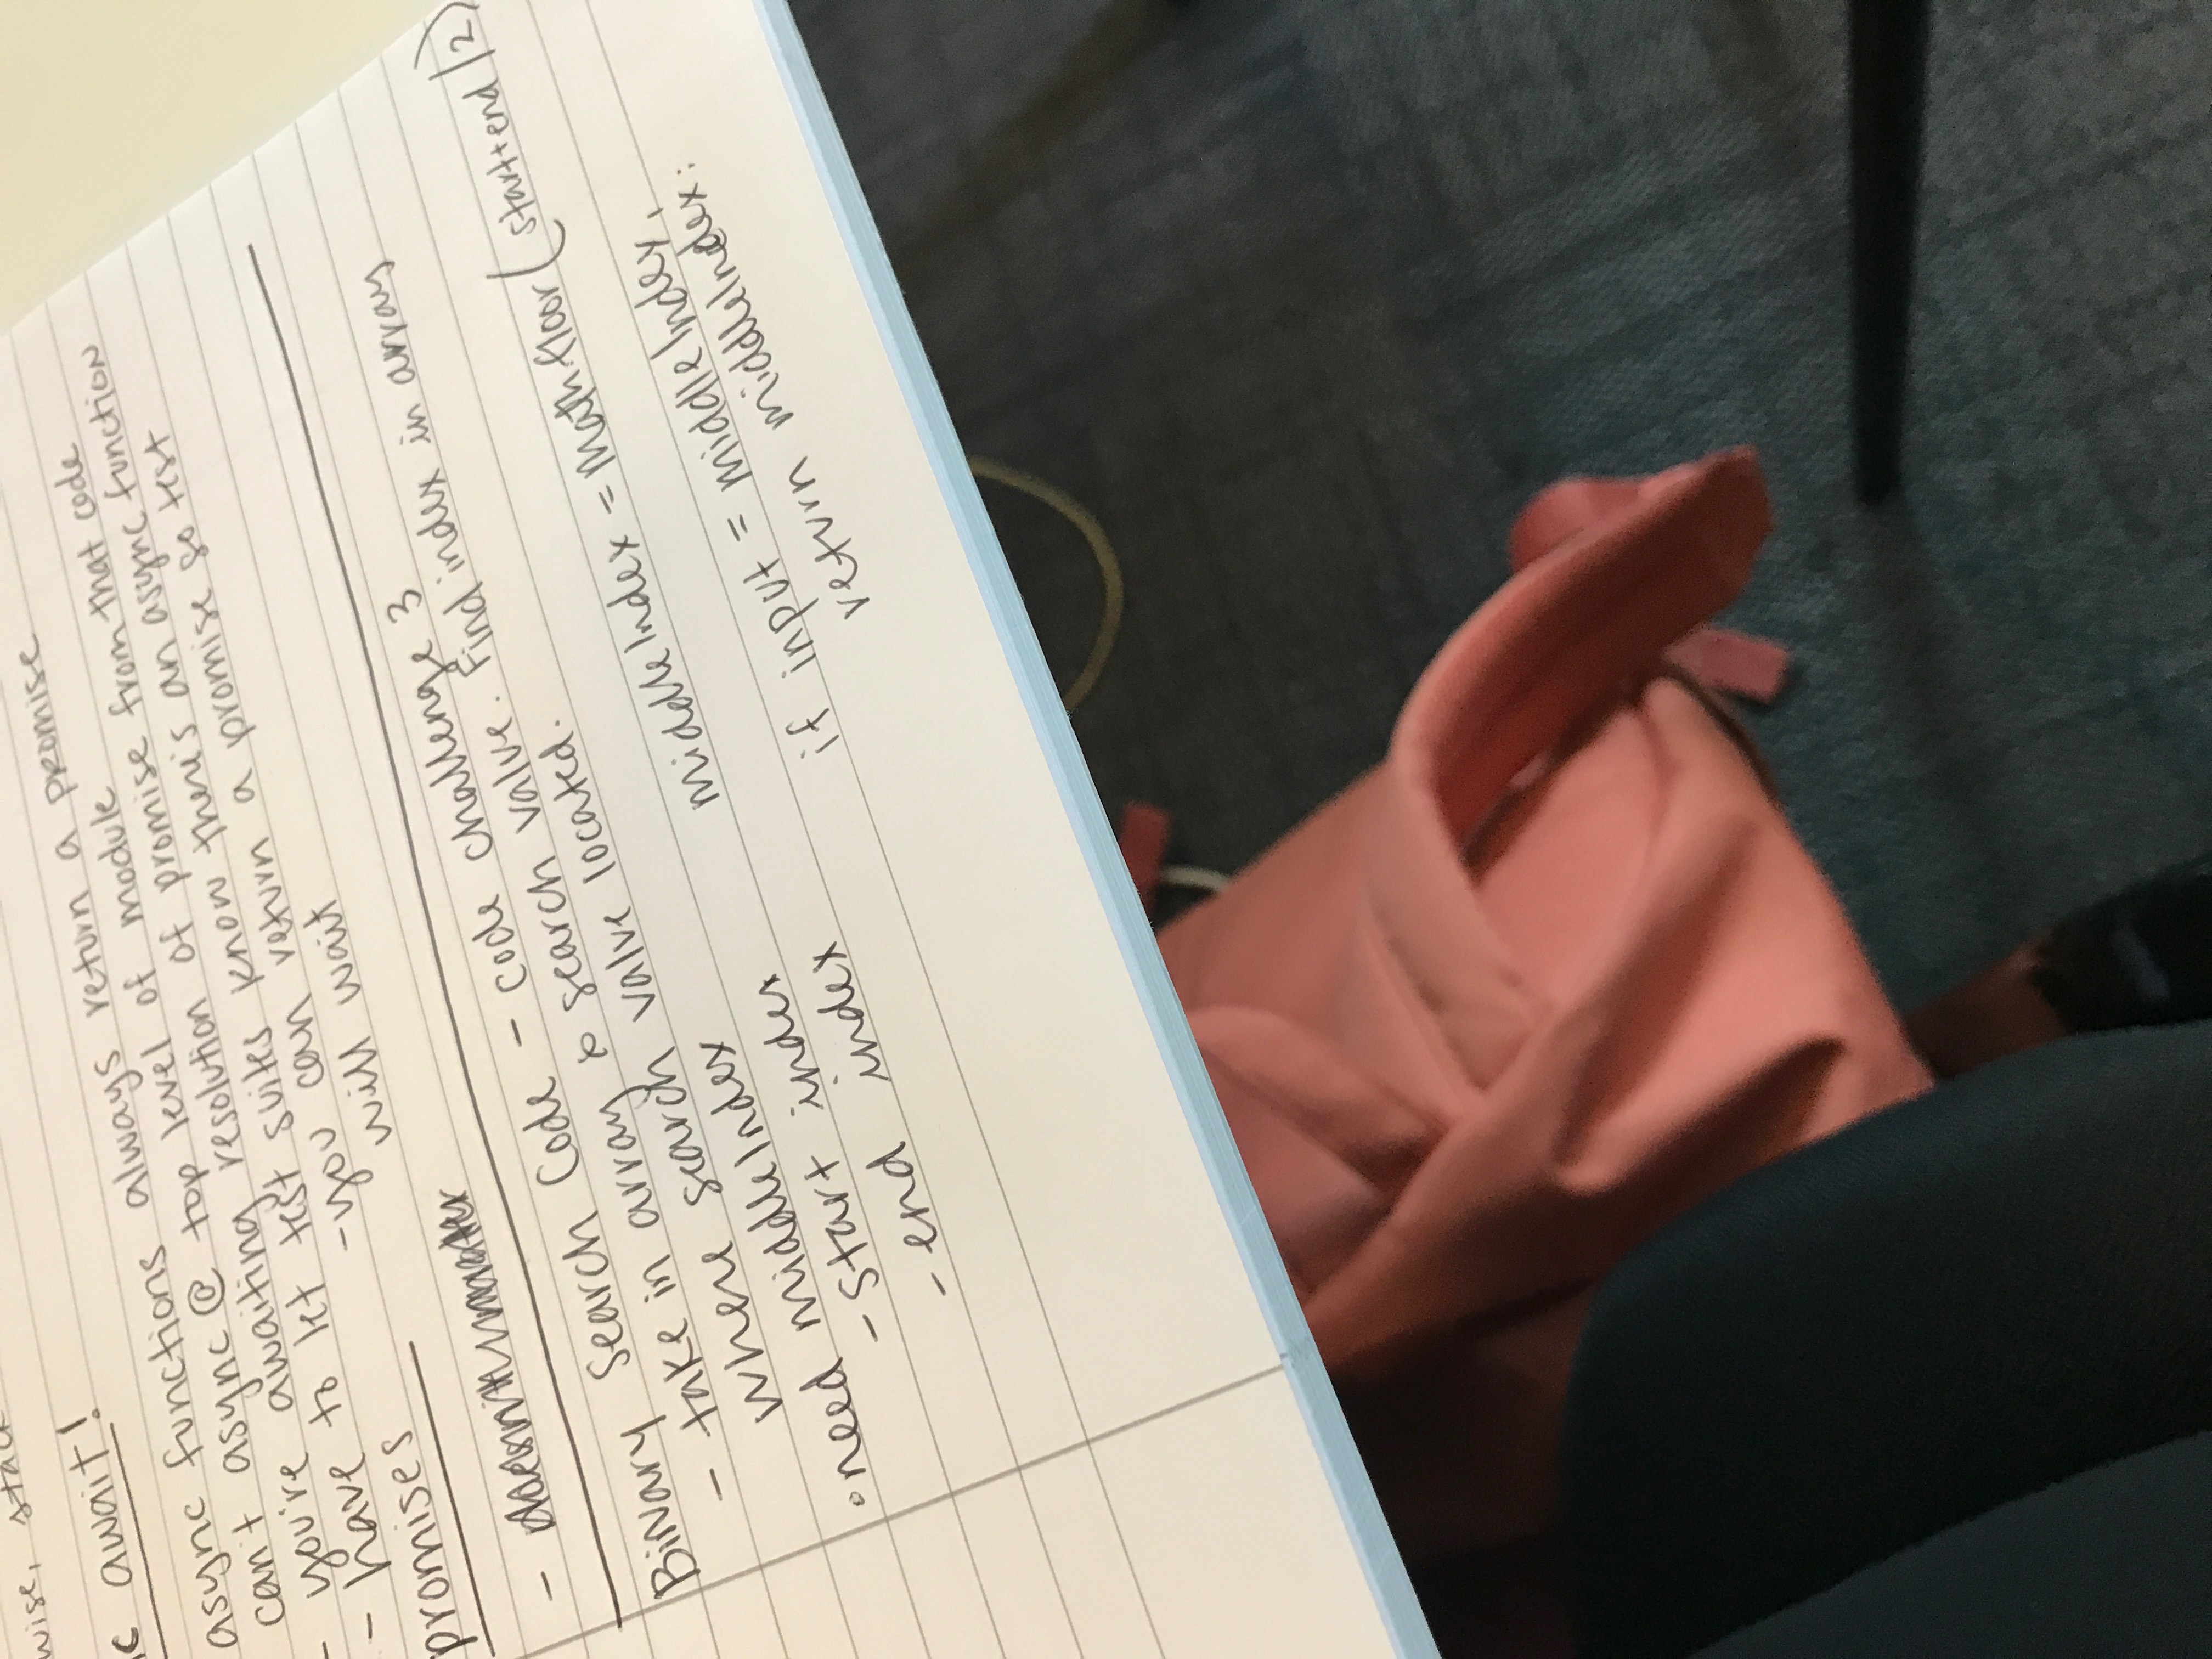 wise, stack
c await!
async functions always return a promise
can't async @ top level of module
- you're awaiting resolution of promise from that code
- have to let test suites know there's an async function
- you can return a promise so test
will wait
promises
-
Binary Search Code - code challenge 3
- take in array & search value. Find index in array
where search value located.
• need middleIndex
- start index
- end index
middleIndex = Math.floor(start+end/2)
if input = middleIndex,
return middleIndex;